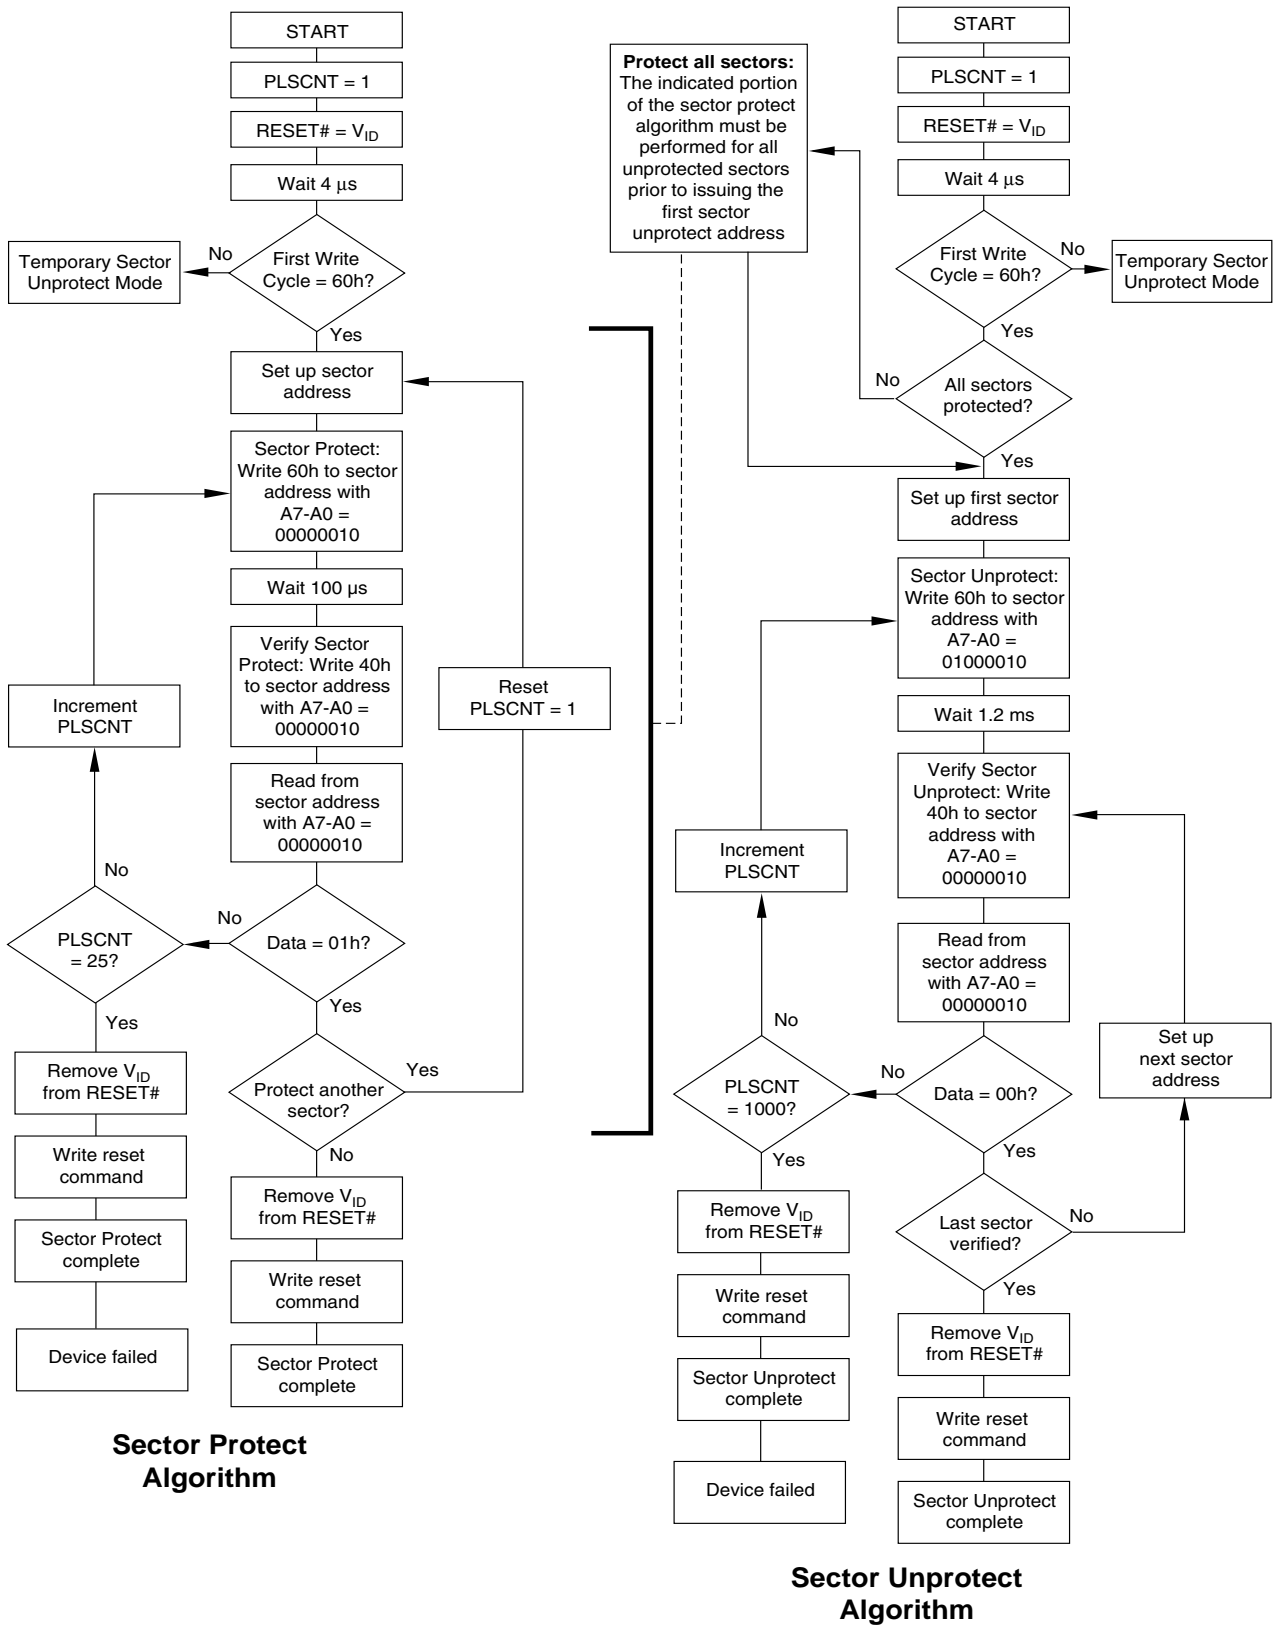 START
PLSCNT = 1
RESET# = VID
Wait 4 μs
First Write
Cycle = 60h?
No
Temporary Sector
Unprotect Mode
Yes
Set up sector
address
Sector Protect:
Write 60h to sector
address with
A7-A0 =
00000010
Wait 100 µs
Verify Sector
Protect: Write 40h
to sector address
with A7-A0 =
00000010
Read from
sector address
with A7-A0 =
00000010
Data = 01h?
No
PLSCNT
= 25?
No
Increment
PLSCNT
Yes
Remove VID
from RESET#
Write reset
command
Sector Protect
complete
Device failed
Yes
Protect another
sector?
Yes
Reset
PLSCNT = 1
No
Remove VID
from RESET#
Write reset
command
Sector Protect
complete
Sector Protect
Algorithm
Protect all sectors:
The indicated portion
of the sector protect
algorithm must be
performed for all
unprotected sectors
prior to issuing the
first sector
unprotect address
START
PLSCNT = 1
RESET# = VID
Wait 4 μs
First Write
Cycle = 60h?
No
Temporary Sector
Unprotect Mode
Yes
All sectors
protected?
No
Yes
Set up first sector
address
Sector Unprotect:
Write 60h to sector
address with
A7-A0 =
01000010
Wait 1.2 ms
Verify Sector
Unprotect: Write
40h to sector
address with
A7-A0 =
00000010
Read from
sector address
with A7-A0 =
00000010
Data = 00h?
No
PLSCNT
= 1000?
No
Increment
PLSCNT
Yes
Remove VID
from RESET#
Write reset
command
Sector Unprotect
complete
Device failed
Yes
Last sector
verified?
No
Set up
next sector
address
Yes
Remove VID
from RESET#
Write reset
command
Sector Unprotect
complete
Sector Unprotect
Algorithm